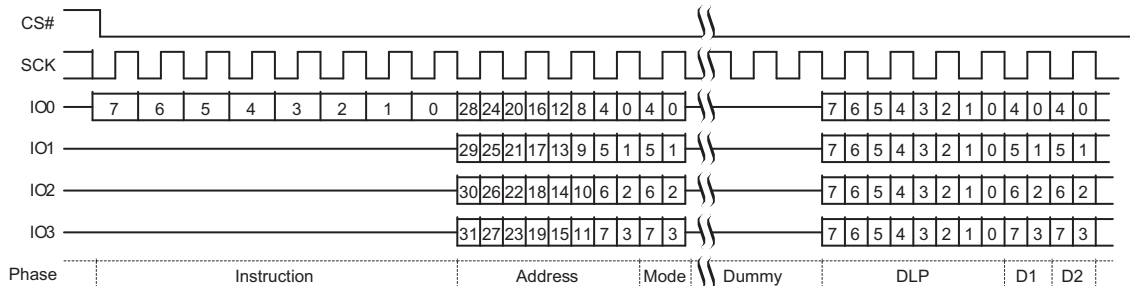 CS#
SCK
IO0 7 6 5 4 3 2 1 0 28 24 20 16 12 8 4 0 4 0 7 6 5 4 3 2 1 0 4 0 4 0
IO1 29 25 21 17 13 9 5 1 5 1 7 6 5 4 3 2 1 0 5 1 5 1
IO2 30 26 22 18 14 10 6 2 6 2 7 6 5 4 3 2 1 0 6 2 6 2
IO3 31 27 23 19 15 11 7 3 7 3 7 6 5 4 3 2 1 0 7 3 7 3
Phase Instruction Address Mode Dummy DLP D1 D2